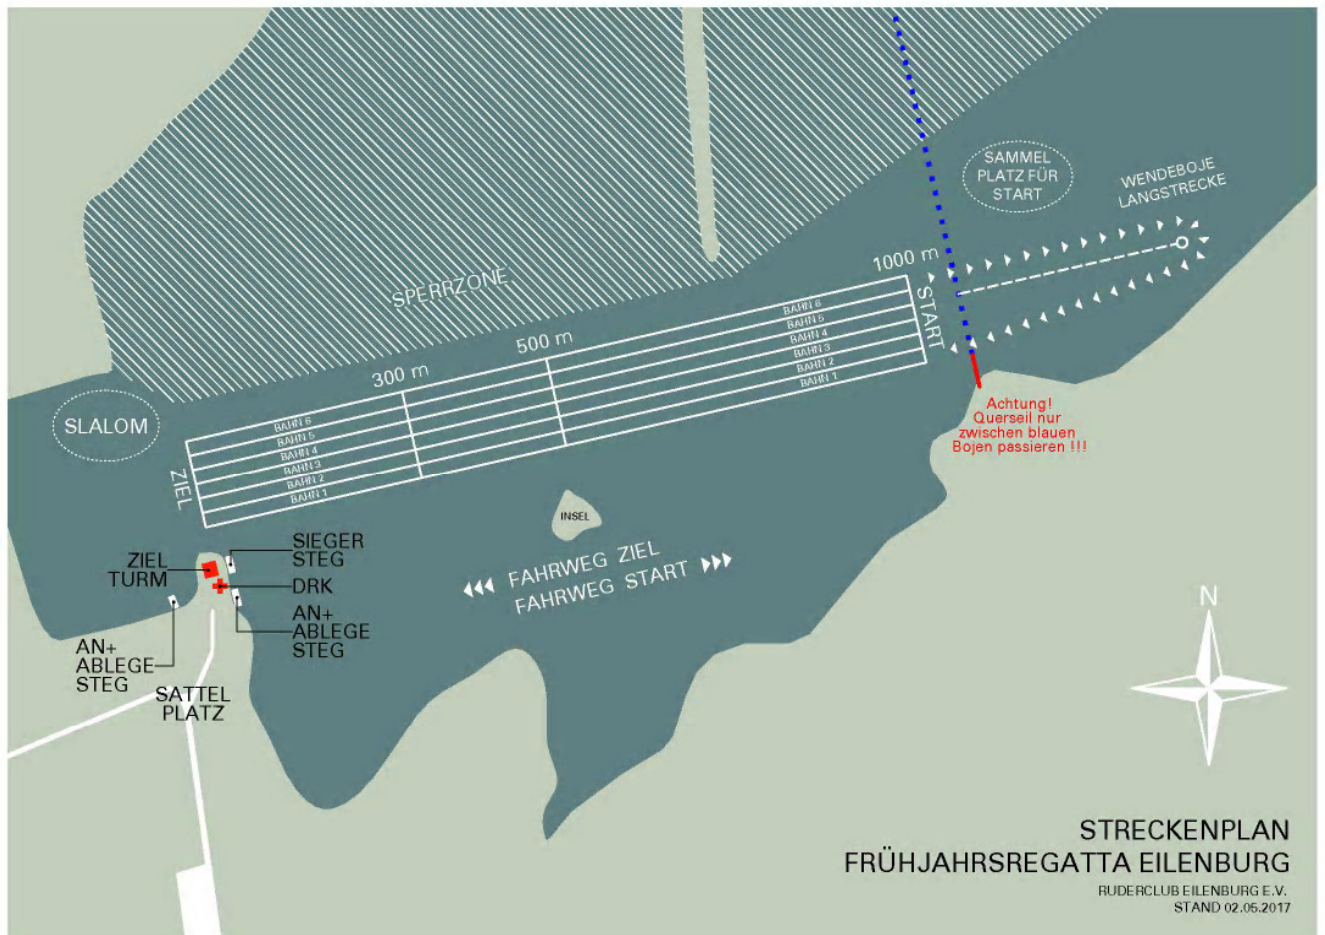 SAMMEL
PLATZ FÜR
START
WENDEBOJE
LANGSTRECKE
SPERRZONE
1000 m
500 m
300 m
START
BAHN 6
BAHN 5
BAHN 4
BAHN 3
BAHN 2
BAHN 1
BAHN 6
BAHN 5
BAHN 4
BAHN 3
BAHN 2
BAHN 1
SLALOM
ZIEL
Achtung!
Querseil nur
zwischen blauen
Bojen passieren !!!
INSEL
FAHRWEG ZIEL
FAHRWEG START
ZIEL
TURM
SIEGER
STEG
DRK
AN+
ABLEGE
STEG
AN+
ABLEGE
STEG
SATTEL
PLATZ
N
STRECKENPLAN
FRÜHJAHRSREGATTA EILENBURG
RUDERCLUB EILENBURG E.V.
STAND 02.05.2017